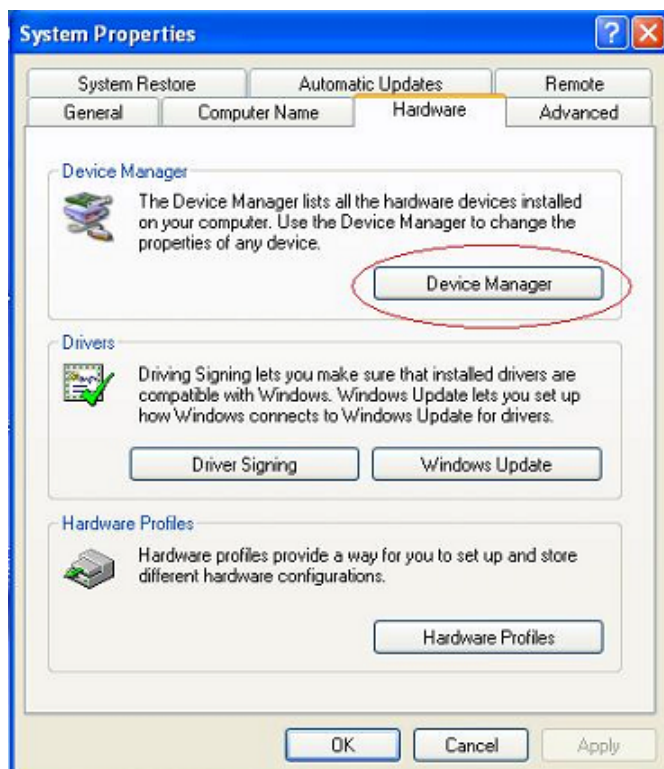 System Properties
System Restore Automatic Updates Remote
General Computer Name Hardware Advanced
Device Manager
The Device Manager lists all the hardware devices installed
on your computer. Use the Device Manager to change the
properties of any device.
Device Manager
Drivers
Driving Signing lets you make sure that installed drivers are
compatible with Windows. Windows Update lets you set up
how Windows connects to Windows Update for drivers.
Driver Signing Windows Update
Hardware Profiles
Hardware profiles provide a way for you to set up and store
different hardware configurations.
Hardware Profiles
OK Cancel Apply